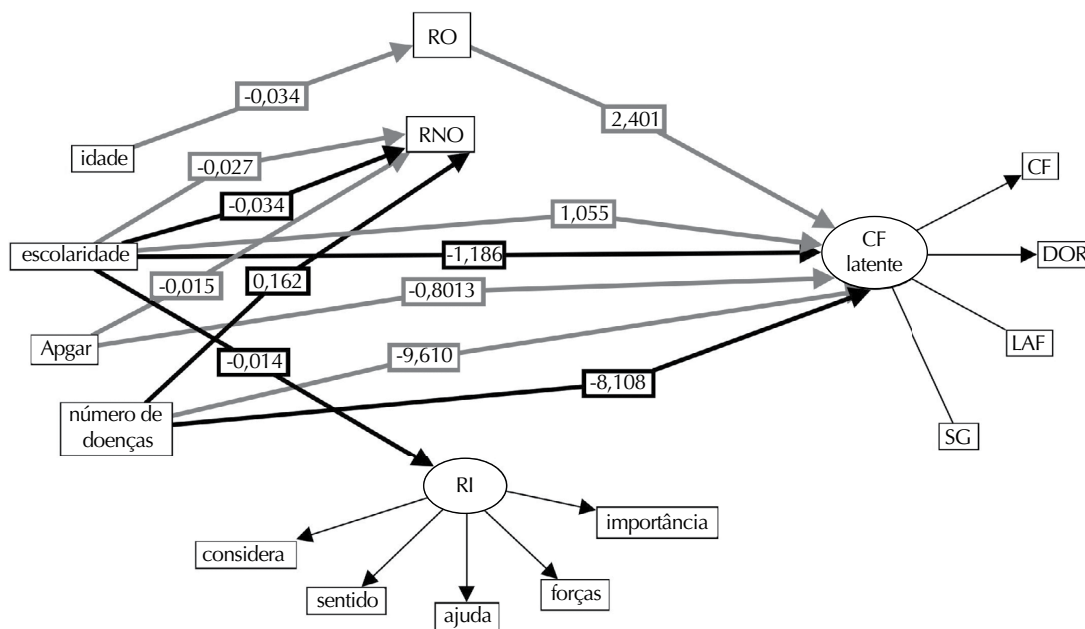 RO
-0,034
2,401
RNO
idade
-0,027
CF
-0,034
1,055
CF
latente
escolaridade
-1,186
DOR
-0,015
0,162
-0,8013
Apgar
-0,014
-9,610
LAF
-8,108
número de
doenças
SG
RI
importância
considera
sentido
forças
ajuda